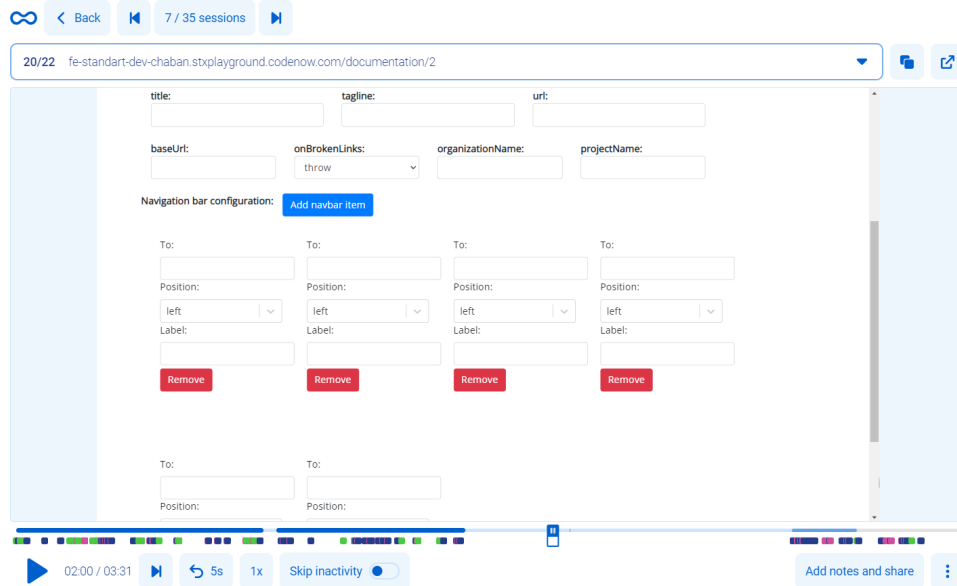 Back
7 / 35 sessions
20/22 fe-standart-dev-chaban.stxplayground.codenow.com/documentation/2
title: tagline: url:
baseUrl: onBrokenLinks: organizationName: projectName:
throw
Navigation bar configuration: Add navbar item
To: To: To: To:
Position: Position: Position: Position:
left left left left
Label: Label: Label: Label:
Remove Remove Remove Remove
To: To:
Position: Position:
02:00 / 03:31 5s 1x Skip inactivity Add notes and share